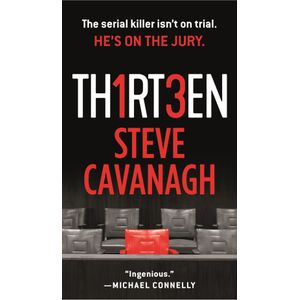 The serial killer isn't on trial.
HE'S ON THE JURY.
TH1RT3EN
STEVE
CAVANAGH
"Ingenious."
—MICHAEL CONNELLY